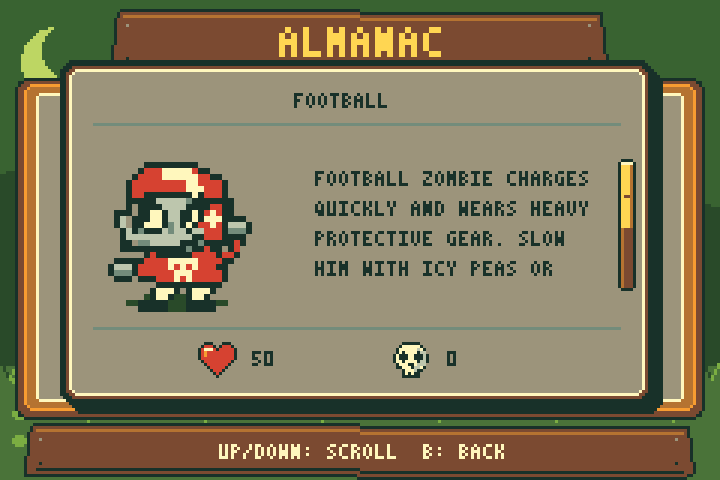 ALMANAC
FOOTBALL
FOOTBALL ZOMBIE CHARGES
QUICKLY AND WEARS HEAVY
PROTECTIVE GEAR. SLOW
HIM WITH ICY PEAS OR
50
0
UP/DOWN: SCROLL B: BACK